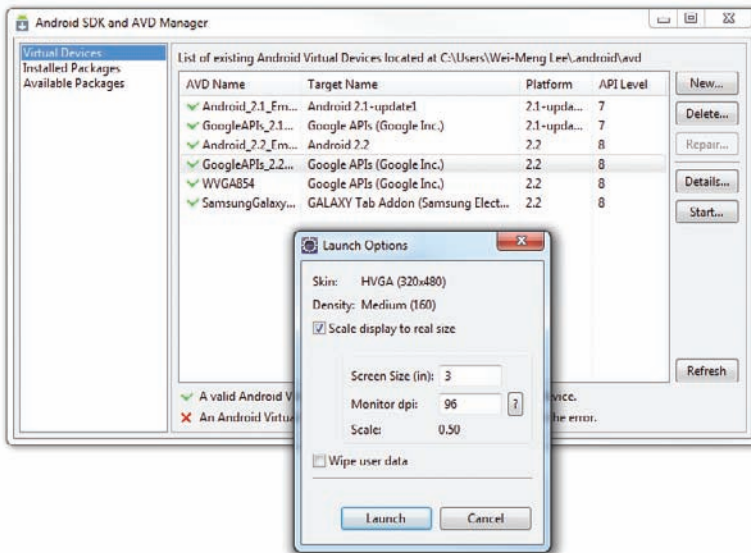 Android SDK and AVD Manager
Virtual Devices
Installed Packages
Available Packages
List of existing Android Virtual Devices located at C:\Users\Wei-Meng Lee\.android\avd
AVD Name Target Name Platform API Level
Android_2.1_Em... Android 2.1-update1 2.1-upda... 7
GoogleAPIs_2.1... Google APIs (Google Inc.) 2.1-upda... 7
Android_2.2_Em... Android 2.2 2.2 8
GoogleAPIs_2.2... Google APIs (Google Inc.) 2.2 8
WVGA854 Google APIs (Google Inc.) 2.2 8
SamsungGalaxy... GALAXY Tab Addon (Samsung Elect... 2.2 8
New...
Delete...
Repair...
Details...
Start...
Refresh
A valid Android V vice.
An Android Virtua he error.
Launch Options
Skin: HVGA (320x480)
Density: Medium (160)
Scale display to real size
Screen Size (in): 3
Monitor dpi: 96 ?
Scale: 0.50
Wipe user data
Launch Cancel